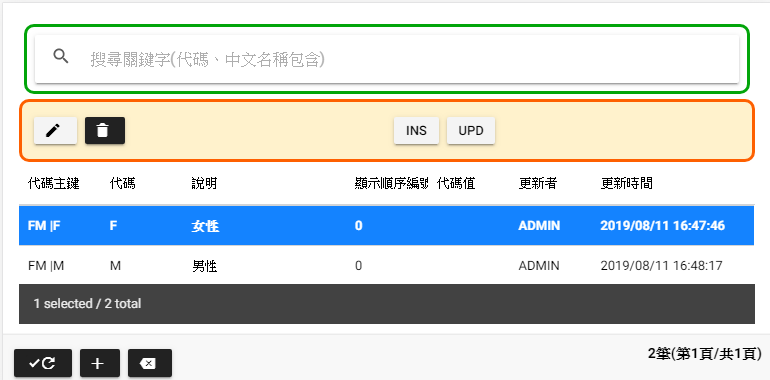 搜尋關鍵字(代碼、中文名稱包含)
INS UPD
代碼主鍵 代碼 說明 顯示順序編號 代碼值 更新者 更新時間
FM |F F 女性 0 ADMIN 2019/08/11 16:47:46
FM |M M 男性 0 ADMIN 2019/08/11 16:48:17
1 selected / 2 total
2筆(第1頁/共1頁)